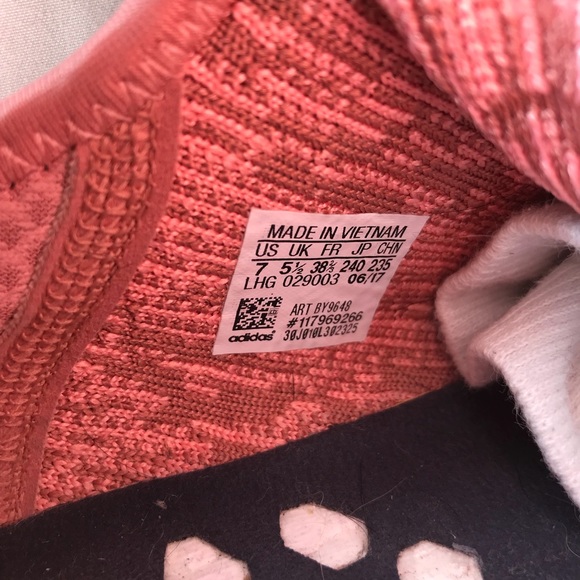 MADE IN VIETNAM
US UK FR JP CHN
7 5½ 38⅔ 240 235
LHG 029003 06/17
ART BY9648
#117969266
adidas 30J010L302325